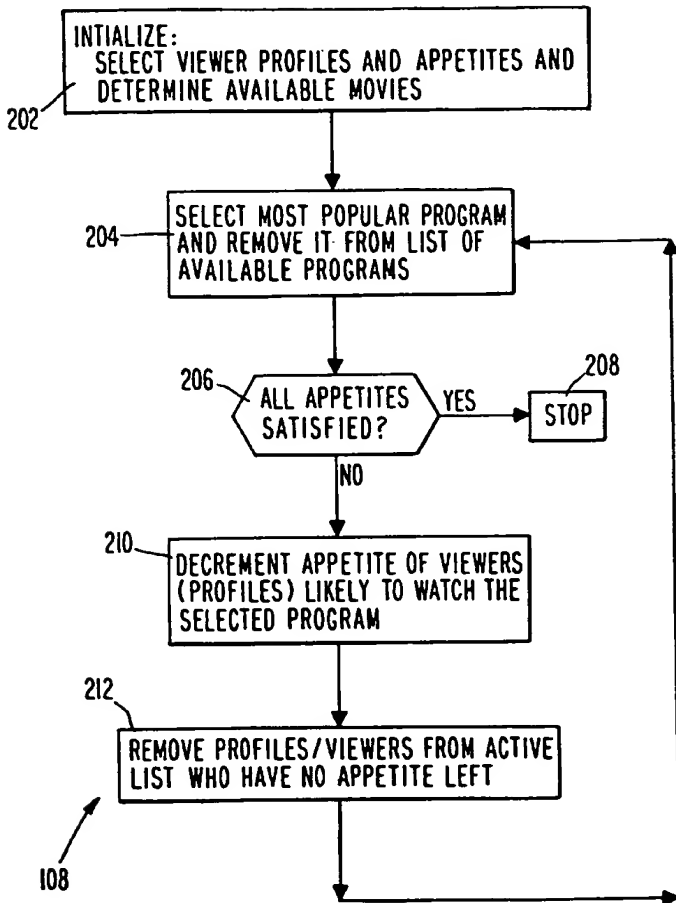 INTIALIZE:
SELECT VIEWER PROFILES AND APPETITES AND
DETERMINE AVAILABLE MOVIES
202
SELECT MOST POPULAR PROGRAM
AND REMOVE IT FROM LIST OF
AVAILABLE PROGRAMS
204
206
ALL APPETITES
SATISFIED?
YES
208
STOP
NO
210
DECREMENT APPETITE OF VIEWERS
(PROFILES) LIKELY TO WATCH THE
SELECTED PROGRAM
212
REMOVE PROFILES/VIEWERS FROM ACTIVE
LIST WHO HAVE NO APPETITE LEFT
108